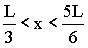 L/3 < x < 5L/6